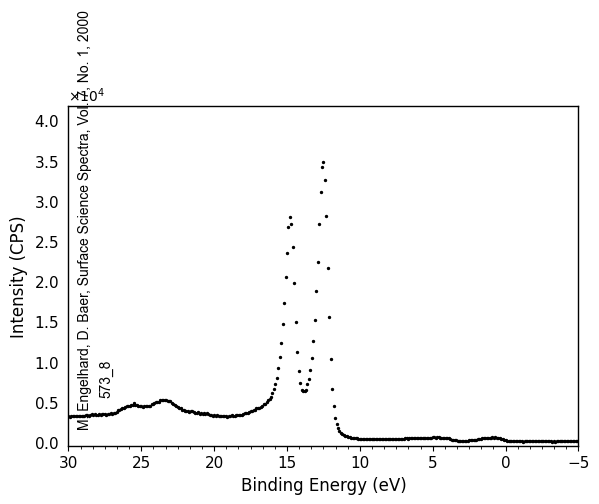 ×10⁴
4.0
3.5
3.0
2.5
2.0
1.5
1.0
0.5
0.0
Intensity (CPS)
M. Engelhard, D. Baer, Surface Science Spectra, Vol. 7, No. 1, 2000
573_8
30 25 20 15 10 5 0 −5
Binding Energy (eV)